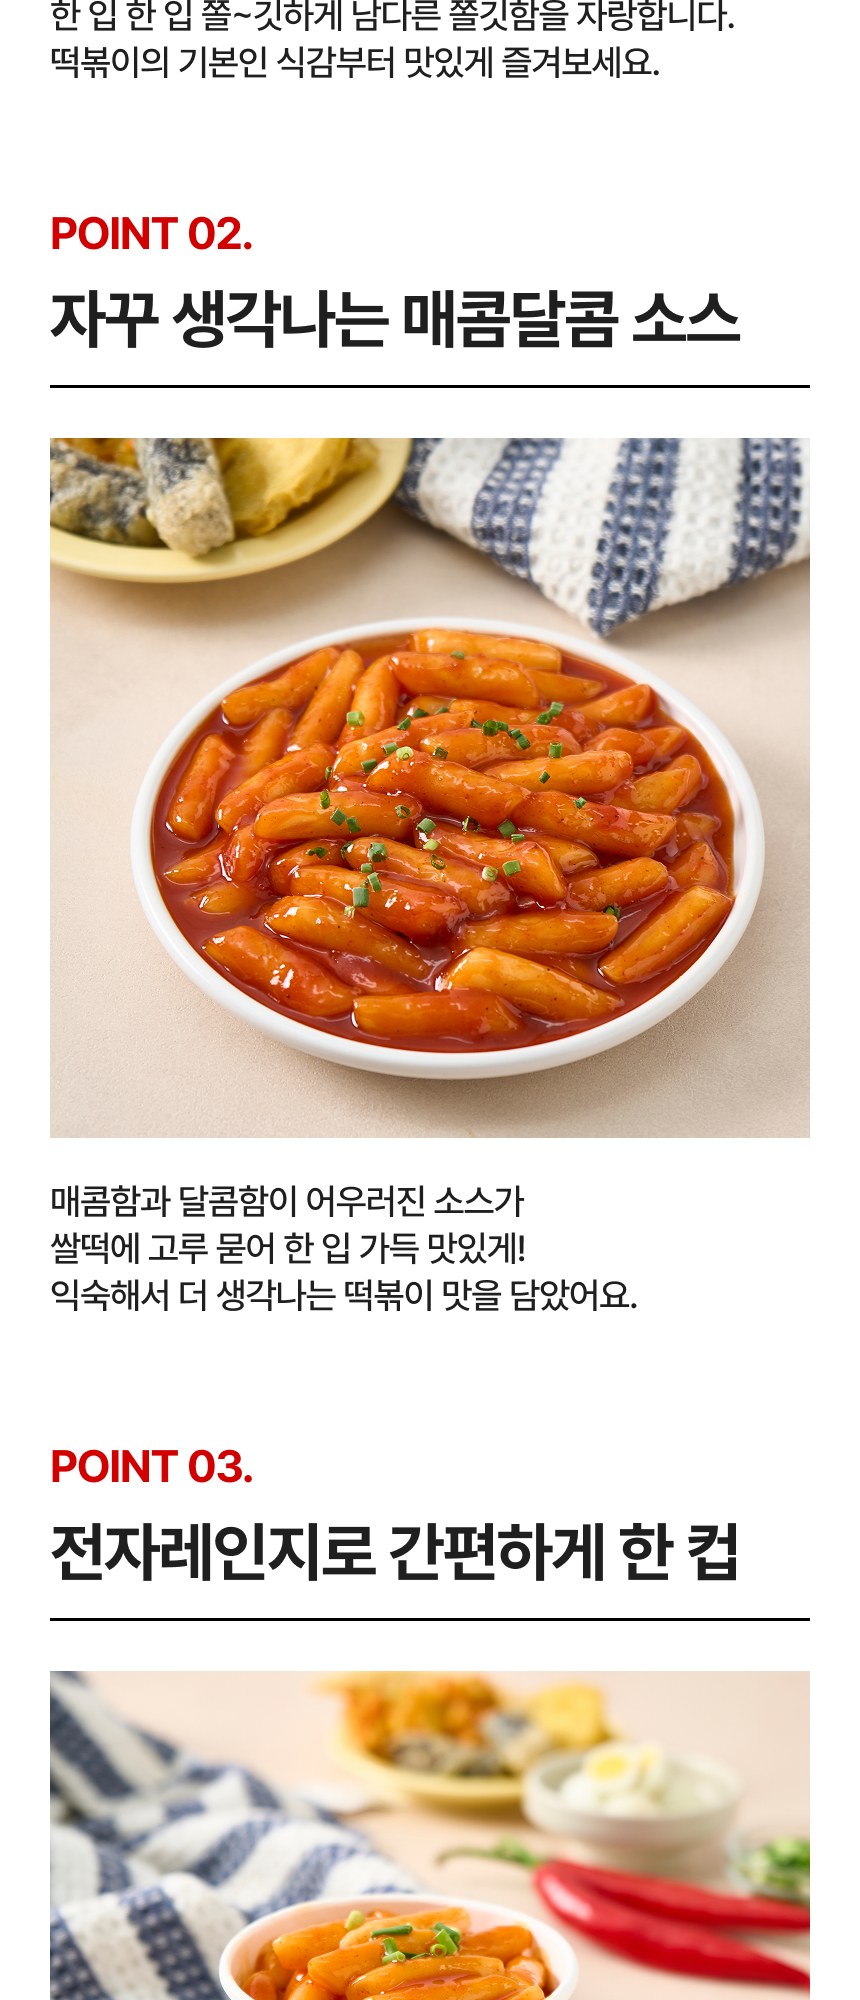 한 입 한 입 쫄~깃하게 남다른 쫄깃함을 자랑합니다.
떡볶이의 기본인 식감부터 맛있게 즐겨보세요.
POINT 02.
자꾸 생각나는 매콤달콤 소스
매콤함과 달콤함이 어우러진 소스가
쌀떡에 고루 묻어 한 입 가득 맛있게!
익숙해서 더 생각나는 떡볶이 맛을 담았어요.
POINT 03.
전자레인지로 간편하게 한 컵